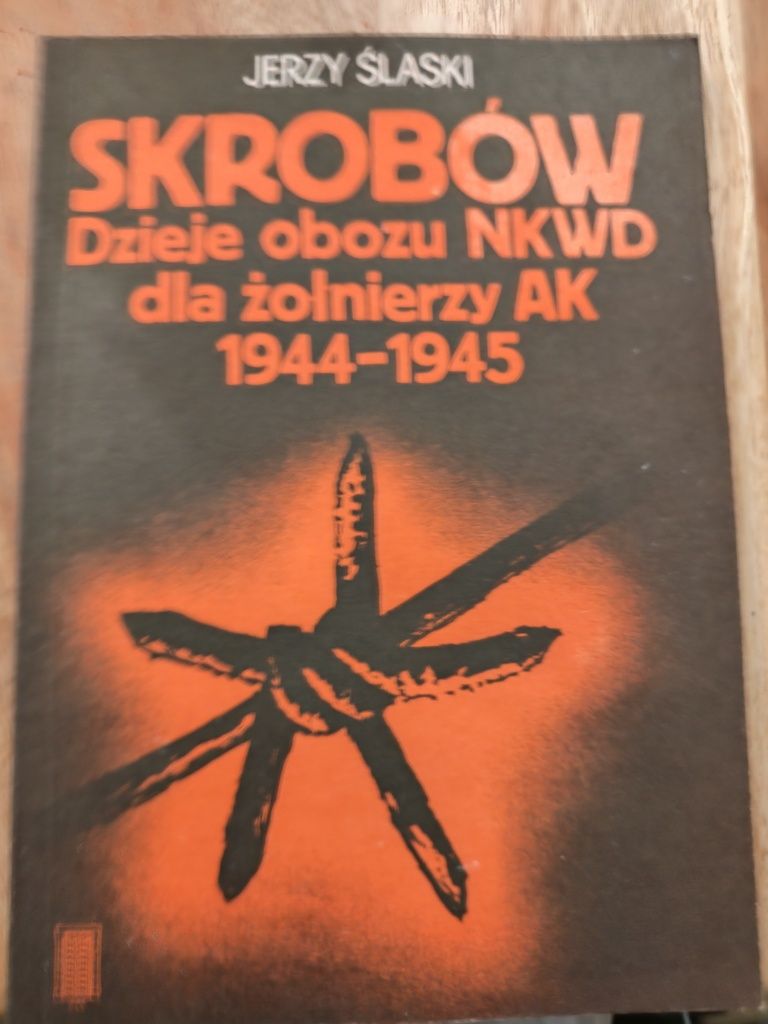 JERZY ŚLASKI
SKROBÓW
Dzieje obozu NKWD
dla żołnierzy AK
1944-1945